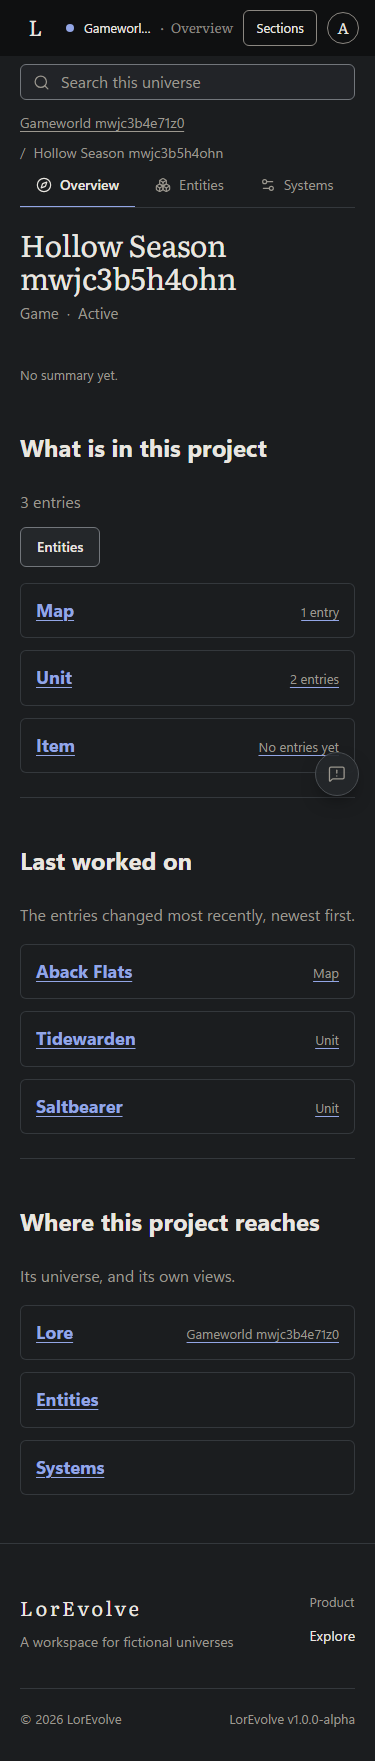 L Gameworl... · Overview Sections A
Search this universe
Gameworld mwjc3b4e71z0
/ Hollow Season mwjc3b5h4ohn
Overview Entities Systems
Hollow Season
mwjc3b5h4ohn
Game · Active
No summary yet.
What is in this project
3 entries
Entities
Map 1 entry
Unit 2 entries
Item No entries yet
Last worked on
The entries changed most recently, newest first.
Aback Flats Map
Tidewarden Unit
Saltbearer Unit
Where this project reaches
Its universe, and its own views.
Lore Gameworld mwjc3b4e71z0
Entities
Systems
LorEvolve Product
A workspace for fictional universes Explore
© 2026 LorEvolve LorEvolve v1.0.0-alpha